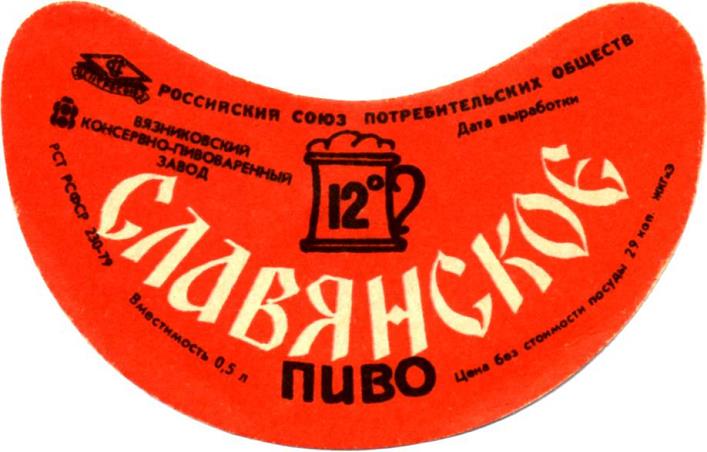 РОССИЙСКИЙ СОЮЗ ПОТРЕБИТЕЛЬСКИХ ОБЩЕСТВ
ВЯЗНИКОВСКИЙ
КОНСЕРВНО-ПИВОВАРЕННЫЙ
ЗАВОД
Дата выработки
12°
СЛАВЯНСКОЕ
ПИВО
РСТ РСФСР 230-79
Вместимость 0,5 л
Цена без стоимости посуды 29 коп.